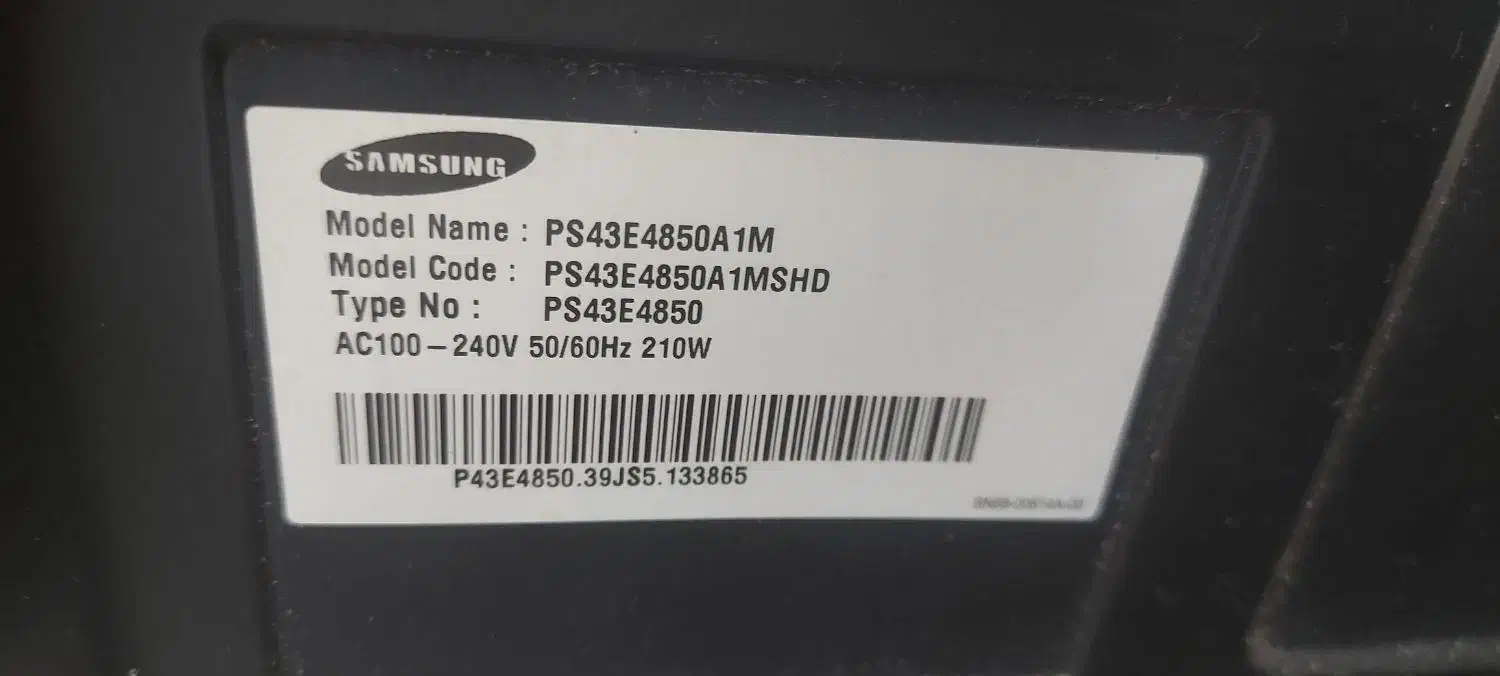 SAMSUNG
Model Name : PS43E4850A1M
Model Code : PS43E4850A1MSHD
Type No : PS43E4850
AC100-240V 50/60Hz 210W
P43E4850.39JS5.133865